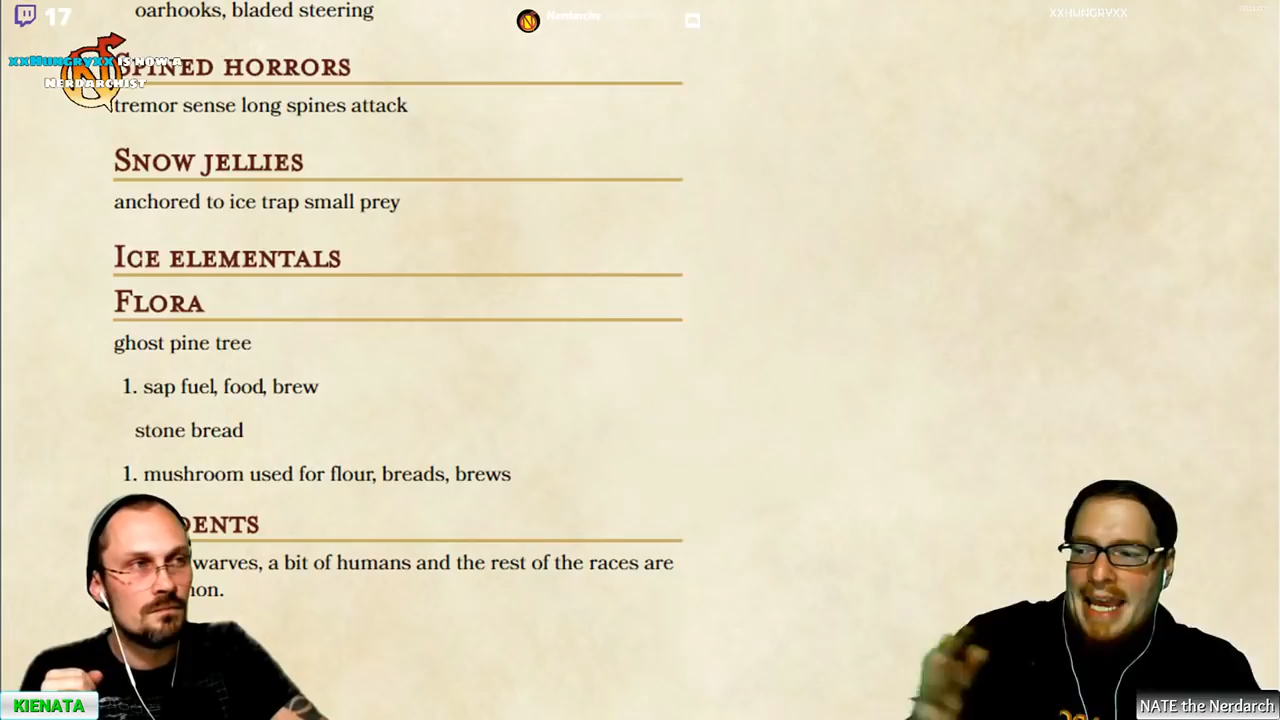 oarhooks, bladed steering
17
Nerdarchy
XXHUNGRYXX
xxHungryxx is now a
Nerdarchist
Spined horrors
tremor sense long spines attack
Snow jellies
anchored to ice trap small prey
Ice elementals
Flora
ghost pine tree
1. sap fuel, food, brew
stone bread
1. mushroom used for flour, breads, brews
dents
warves, a bit of humans and the rest of the races are
on.
KIENATA
NATE the Nerdarch